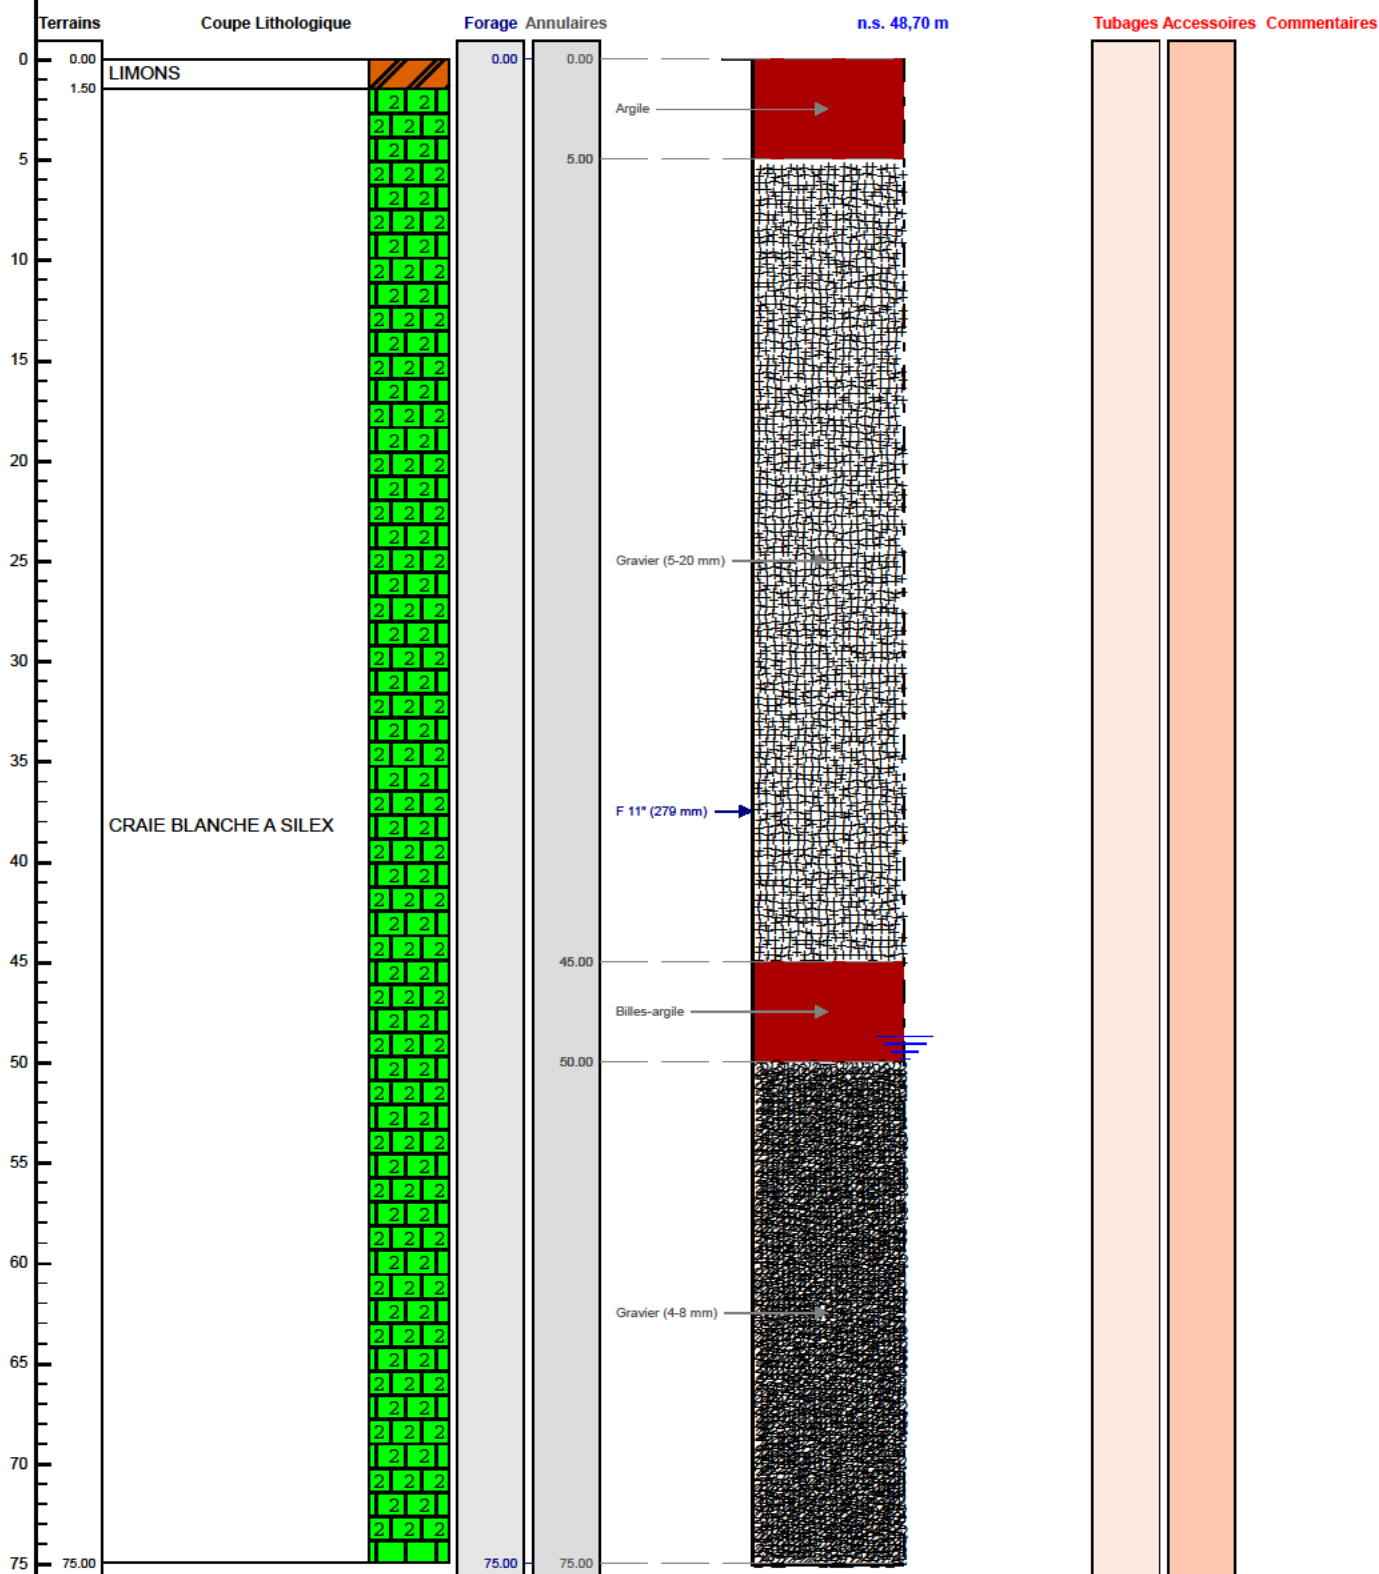 Terrains Coupe Lithologique Forage Annulaires n.s. 48,70 m Tubages Accessoires Commentaires
0 0.00 0.00 0.00
LIMONS
1.50
Argile
5 5.00
10
15
20
25 Gravier (5-20 mm)
30
35
F 11" (279 mm)
CRAIE BLANCHE A SILEX
40
45 45.00
Billes-argile
50 50.00
55
60
Gravier (4-8 mm)
65
70
75 75.00 75.00 75.00